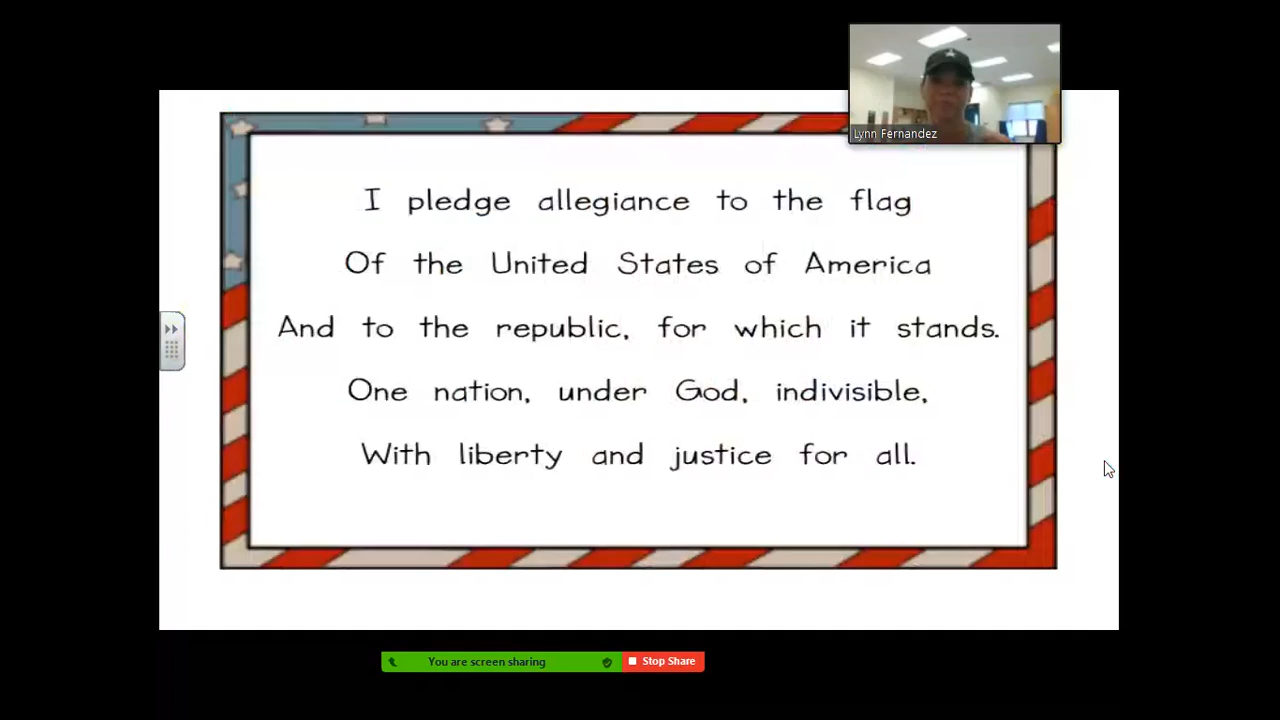 Lynn Fernandez
I pledge allegiance to the flag
Of the United States of America
And to the republic, for which it stands.
One nation, under God, indivisible,
With liberty and justice for all.
You are screen sharing
Stop Share